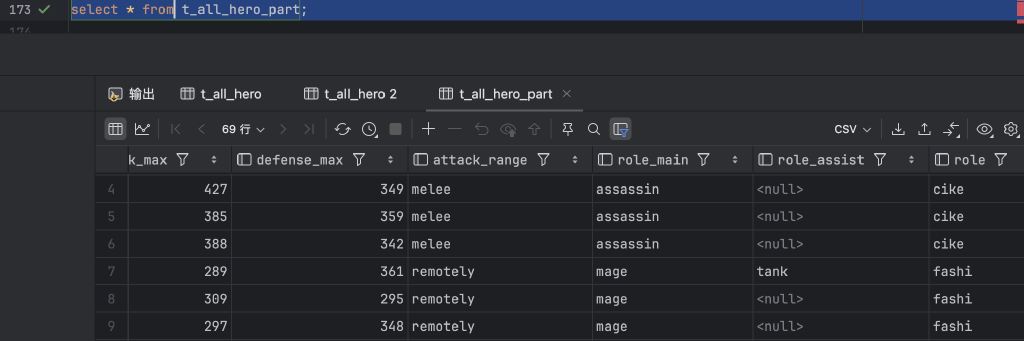 173 select * from t_all_hero_part;
174
输出 t_all_hero t_all_hero 2 t_all_hero_part
69 行 CSV
k_max defense_max attack_range role_main role_assist role
4 427 349 melee assassin <null> cike
5 385 359 melee assassin <null> cike
6 388 342 melee assassin <null> cike
7 289 361 remotely mage tank fashi
8 309 295 remotely mage <null> fashi
9 297 348 remotely mage <null> fashi